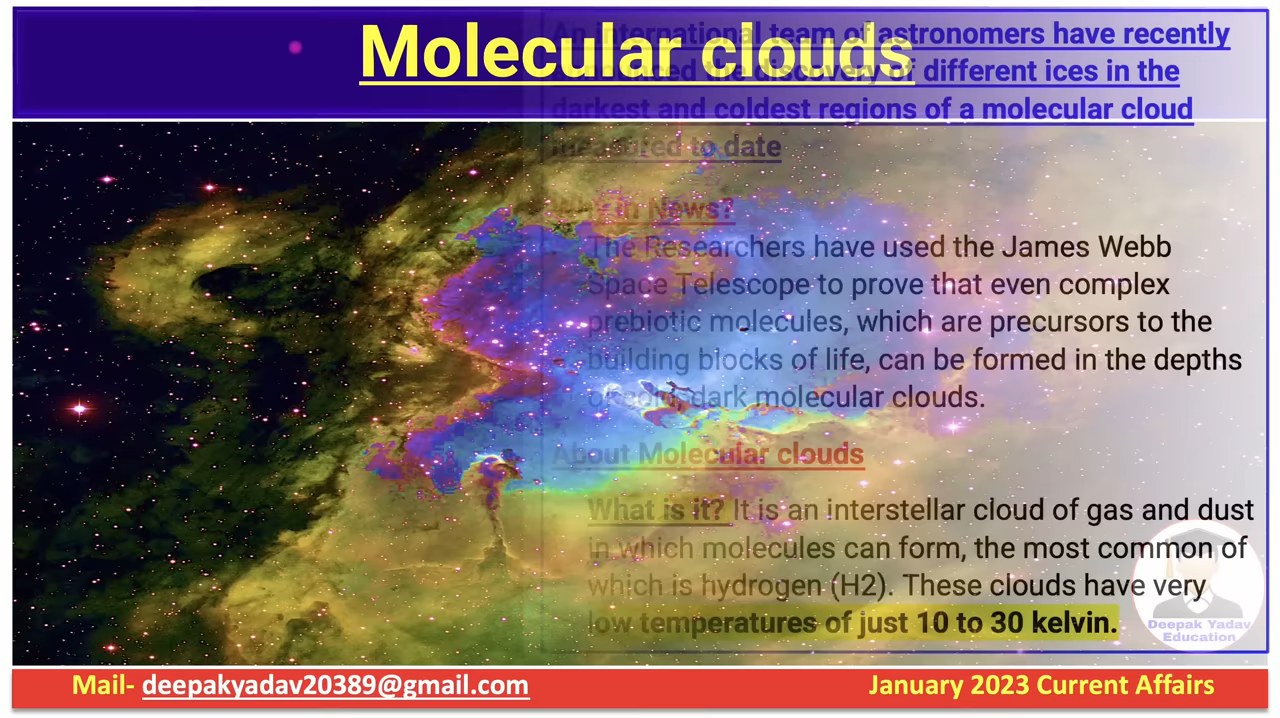 Molecular clouds
An international team of astronomers have recently
announced the discovery of different ices in the
darkest and coldest regions of a molecular cloud
measured to date
Why in News?
The Researchers have used the James Webb
Space Telescope to prove that even complex
prebiotic molecules, which are precursors to the
building blocks of life, can be formed in the depths
of cold, dark molecular clouds.
About Molecular clouds
What is it? It is an interstellar cloud of gas and dust
in which molecules can form, the most common of
which is hydrogen (H2). These clouds have very
low temperatures of just 10 to 30 kelvin.
Deepak Yadav
Education
Mail- deepakyadav20389@gmail.com
January 2023 Current Affairs